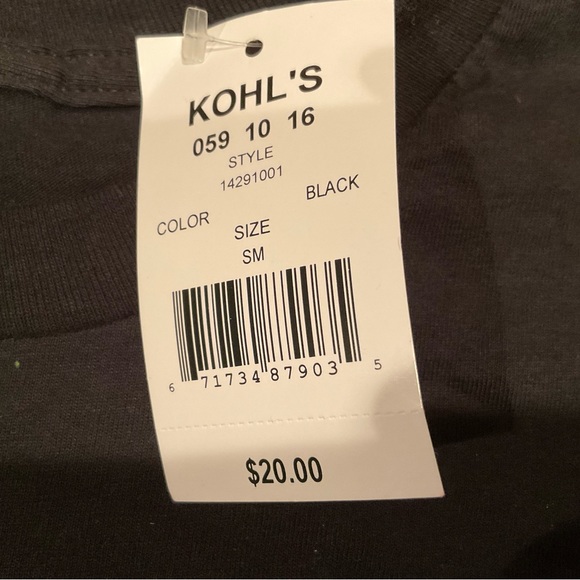 KOHL'S
059 10 16
STYLE
14291001
COLOR BLACK
SIZE
SM
6 71734 87903 5
$20.00